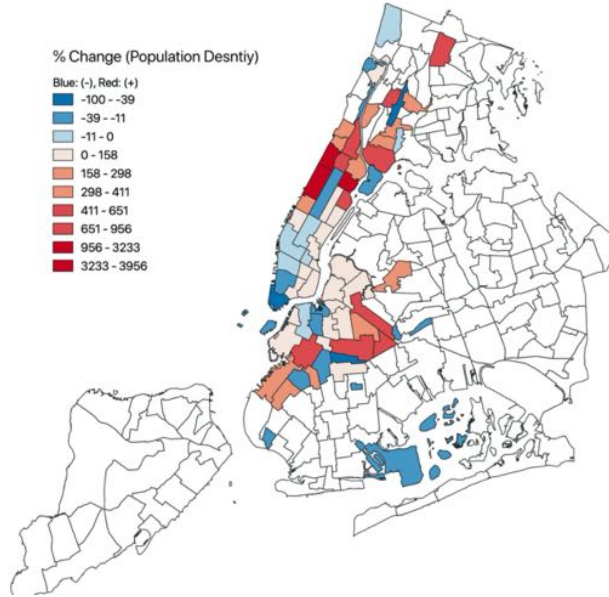 % Change (Population Desntiy)
Blue: (-), Red: (+)
-100 - -39
-39 - -11
-11 - 0
0 - 158
158 - 298
298 - 411
411 - 651
651 - 956
956 - 3233
3233 - 3956